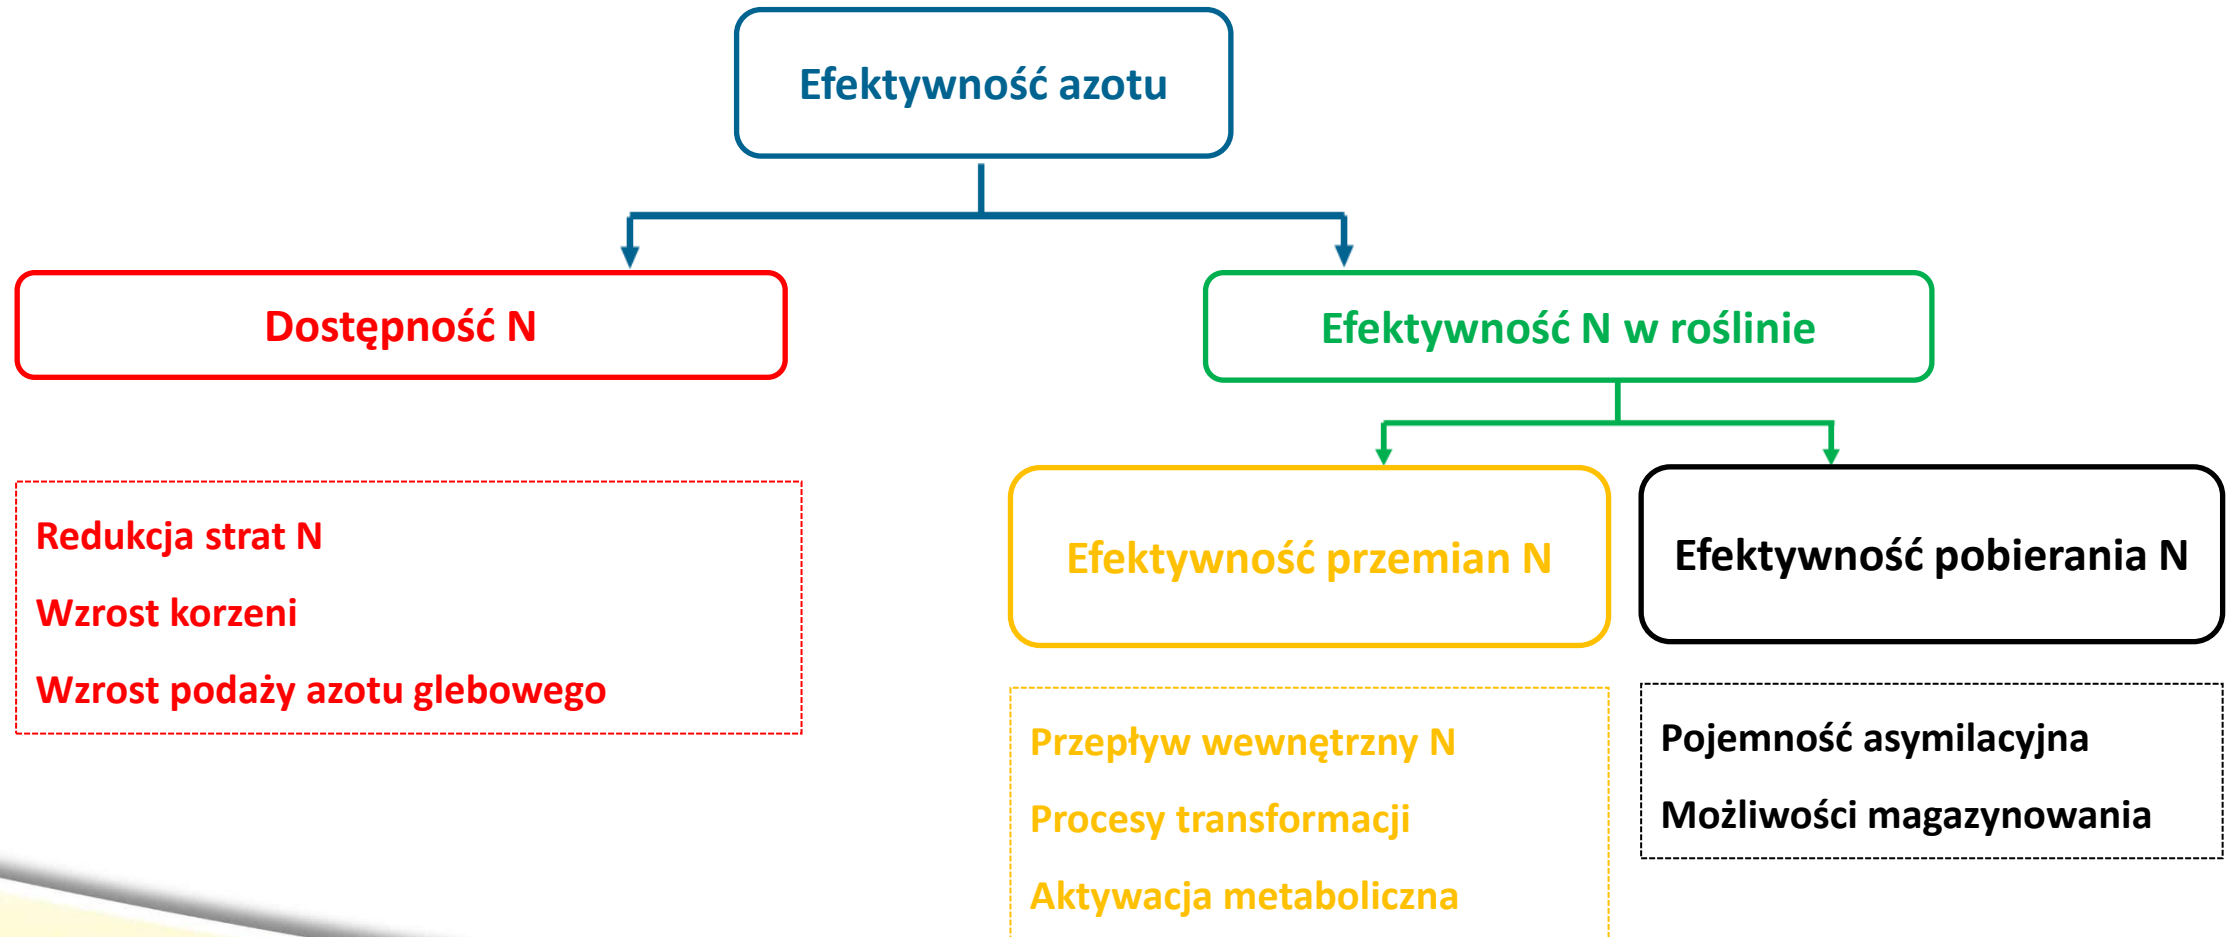 Efektywność azotu
Dostępność N
Efektywność N w roślinie
Redukcja strat N
Wzrost korzeni
Wzrost podaży azotu glebowego
Efektywność przemian N
Efektywność pobierania N
Przepływ wewnętrzny N
Procesy transformacji
Aktywacja metaboliczna
Pojemność asymilacyjna
Możliwości magazynowania